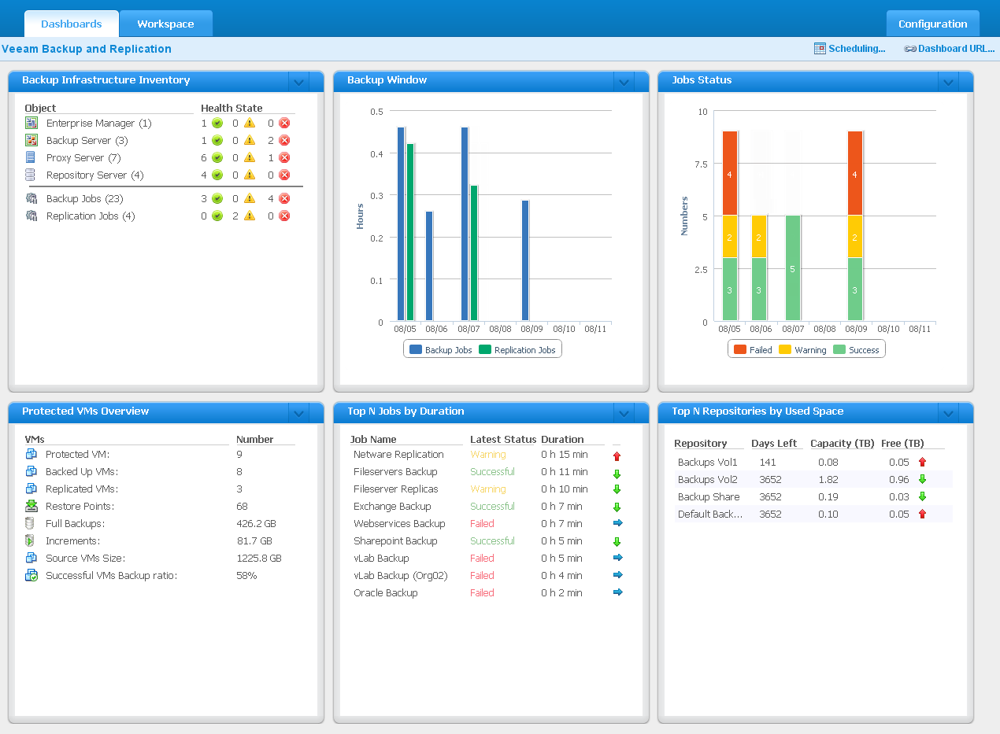 Dashboards Workspace Configuration
Veeam Backup and Replication Scheduling... Dashboard URL...
Backup Infrastructure Inventory
Object Health State
Enterprise Manager (1) 1 0 0
Backup Server (3) 1 0 2
Proxy Server (7) 6 0 1
Repository Server (4) 4 0 0
Backup Jobs (23) 3 0 4
Replication Jobs (4) 0 2 0
Backup Window
0.5
0.4
0.3
0.2
0.1
0
Hours
08/05 08/06 08/07 08/08 08/09 08/10 08/11
Backup Jobs Replication Jobs
Jobs Status
10
7.5
5
2.5
0
Numbers
4 4
2 2 2
5
3 3 3
08/05 08/06 08/07 08/08 08/09 08/10 08/11
Failed Warning Success
Protected VMs Overview
VMs Number
Protected VM: 9
Backed Up VMs: 8
Replicated VMs: 3
Restore Points: 68
Full Backups: 426.2 GB
Increments: 81.7 GB
Source VMs Size: 1225.8 GB
Successful VMs Backup ratio: 58%
Top N Jobs by Duration
Job Name Latest Status Duration
Netware Replication Warning 0 h 15 min
Fileservers Backup Successful 0 h 11 min
Fileserver Replicas Warning 0 h 10 min
Exchange Backup Successful 0 h 7 min
Webservices Backup Failed 0 h 7 min
Sharepoint Backup Successful 0 h 5 min
vLab Backup Failed 0 h 5 min
vLab Backup (Org02) Failed 0 h 4 min
Oracle Backup Failed 0 h 2 min
Top N Repositories by Used Space
Repository Days Left Capacity (TB) Free (TB)
Backups Vol1 141 0.08 0.05
Backups Vol2 3652 1.82 0.96
Backup Share 3652 0.19 0.03
Default Back... 3652 0.10 0.05